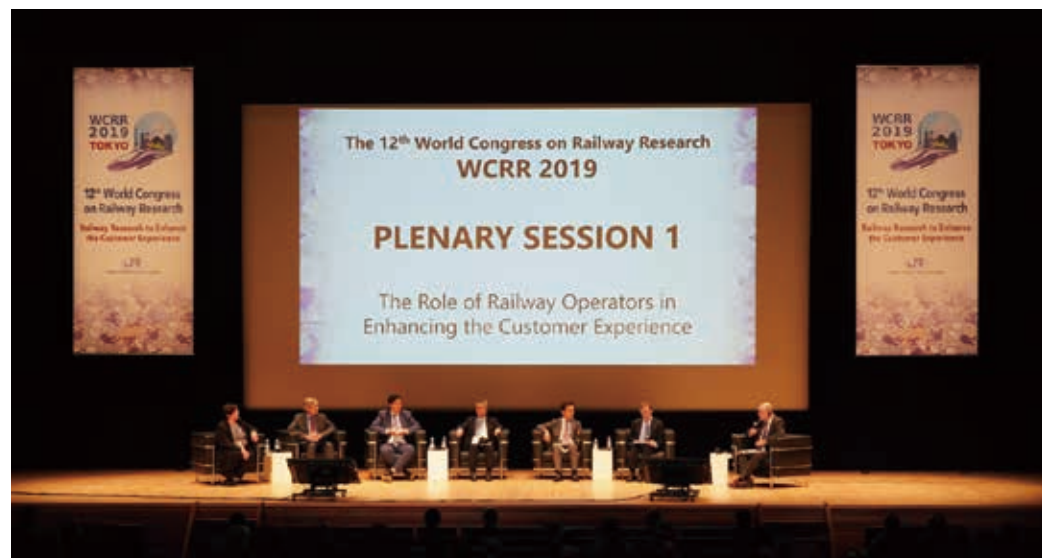 WCRR
2019
TOKYO
12th World Congress
on Railway Research
Railway Research to Enhance
the Customer Experience
The 12th World Congress on Railway Research
WCRR 2019
PLENARY SESSION 1
The Role of Railway Operators in
Enhancing the Customer Experience
WCRR
2019
TOKYO
12th World Congress
on Railway Research
Railway Research to Enhance
the Customer Experience